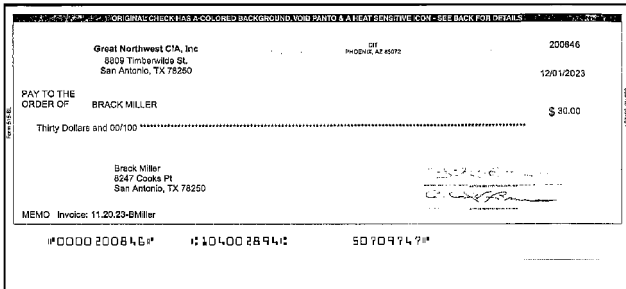 ORIGINAL CHECK HAS A COLORED BACKGROUND, VOID PANTO & A HEAT SENSITIVE ICON - SEE BACK FOR DETAILS
Great Northwest CIA, Inc
8809 Timberwilde St.
San Antonio, TX 78250
CIT
PHOENIX, AZ 85072
200846
12/01/2023
PAY TO THE
ORDER OF BRACK MILLER
$ 30.00
Thirty Dollars and 00/100
Brack Miller
8247 Cooks Pt
San Antonio, TX 78250
MEMO Invoice: 11.20.23-BMiller
⑈0000200846⑈ ⑆104002894⑆ 50709747⑈